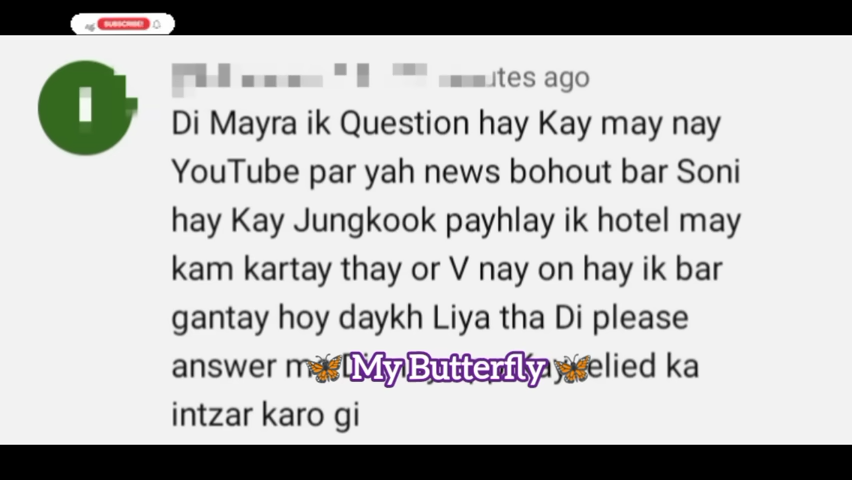 SUBSCRIBE!
utes ago
Di Mayra ik Question hay Kay may nay
YouTube par yah news bohout bar Soni
hay Kay Jungkook payhlay ik hotel may
kam kartay thay or V nay on hay ik bar
gantay hoy daykh Liya tha Di please
answer elied ka
My Butterfly
intzar karo gi